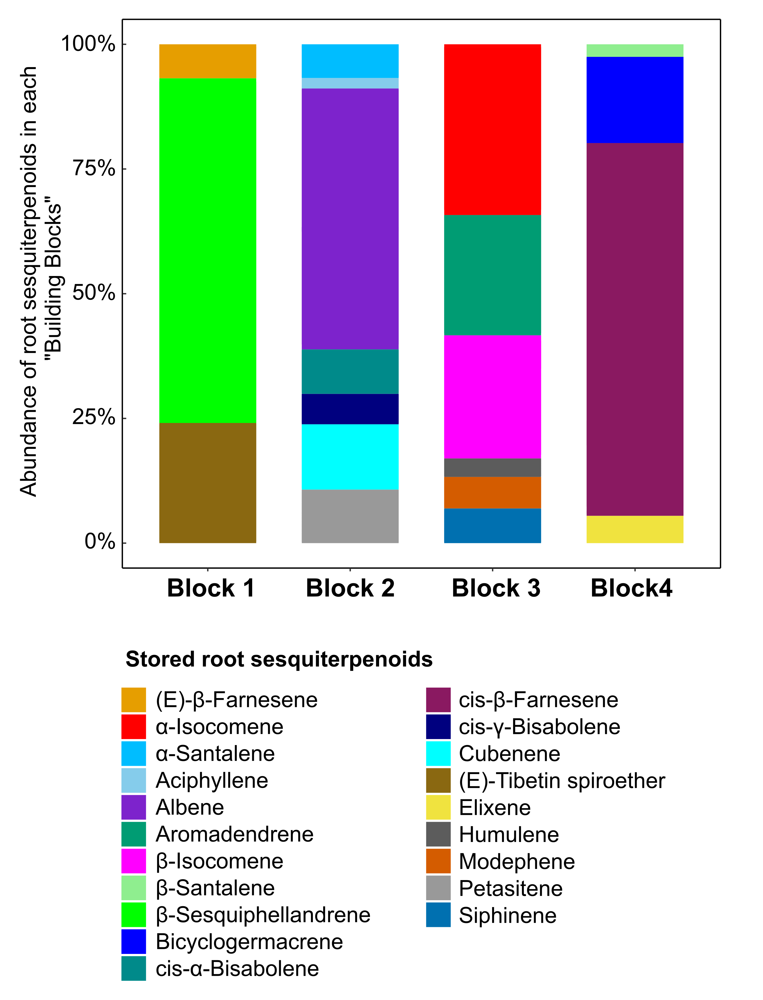 Abundance of root sesquiterpenoids in each
"Building Blocks"
100%
75%
50%
25%
0%
Block 1
Block 2
Block 3
Block4
Stored root sesquiterpenoids
(E)-β-Farnesene
α-Isocomene
α-Santalene
Aciphyllene
Albene
Aromadendrene
β-Isocomene
β-Santalene
β-Sesquiphellandrene
Bicyclogermacrene
cis-α-Bisabolene
cis-β-Farnesene
cis-γ-Bisabolene
Cubenene
(E)-Tibetin spiroether
Elixene
Humulene
Modephene
Petasitene
Siphinene